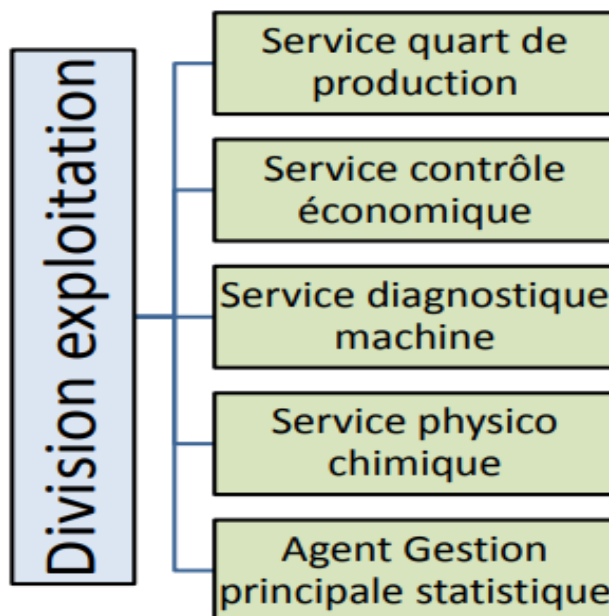 Division exploitation
Service quart de
production
Service contrôle
économique
Service diagnostique
machine
Service physico
chimique
Agent Gestion
principale statistique